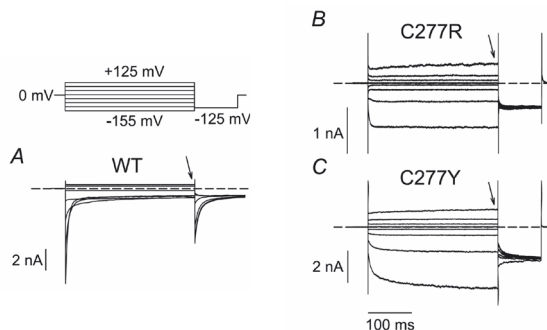 +125 mV
0 mV
-155 mV
-125 mV
A
WT
2 nA
B
C277R
1 nA
C
C277Y
2 nA
100 ms